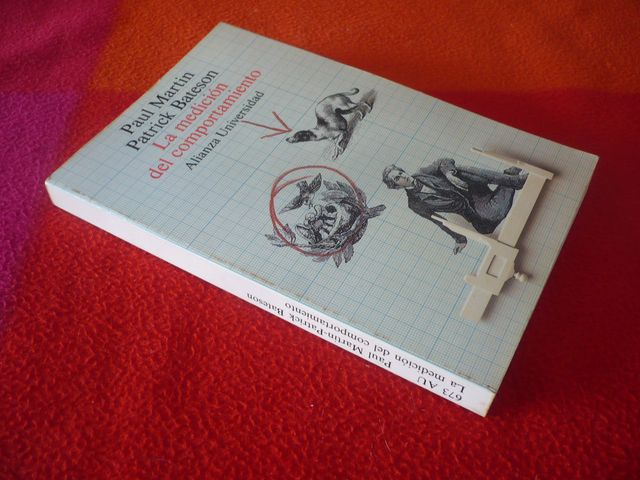 Paul Martin
Patrick Bateson
La medición
del comportamiento
Alianza Universidad
673 AU
Paul Martin-Patrick Bateson
La medición del comportamiento